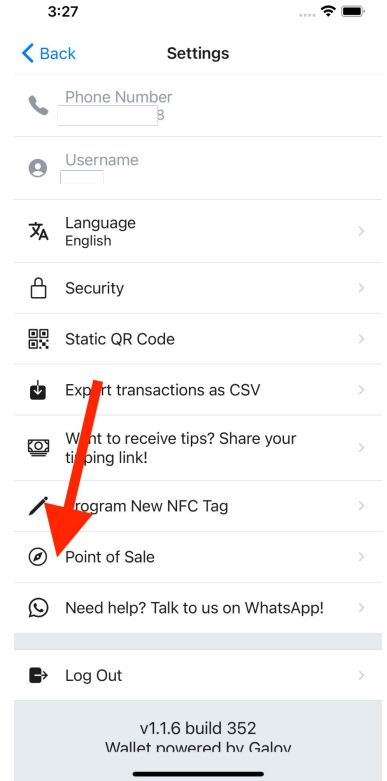 3:27
Back
Settings
Phone Number
8
Username
Language
English
Security
Static QR Code
Export transactions as CSV
Want to receive tips? Share your
tipping link!
Program New NFC Tag
Point of Sale
Need help? Talk to us on WhatsApp!
Log Out
v1.1.6 build 352
Wallet powered by Galoy